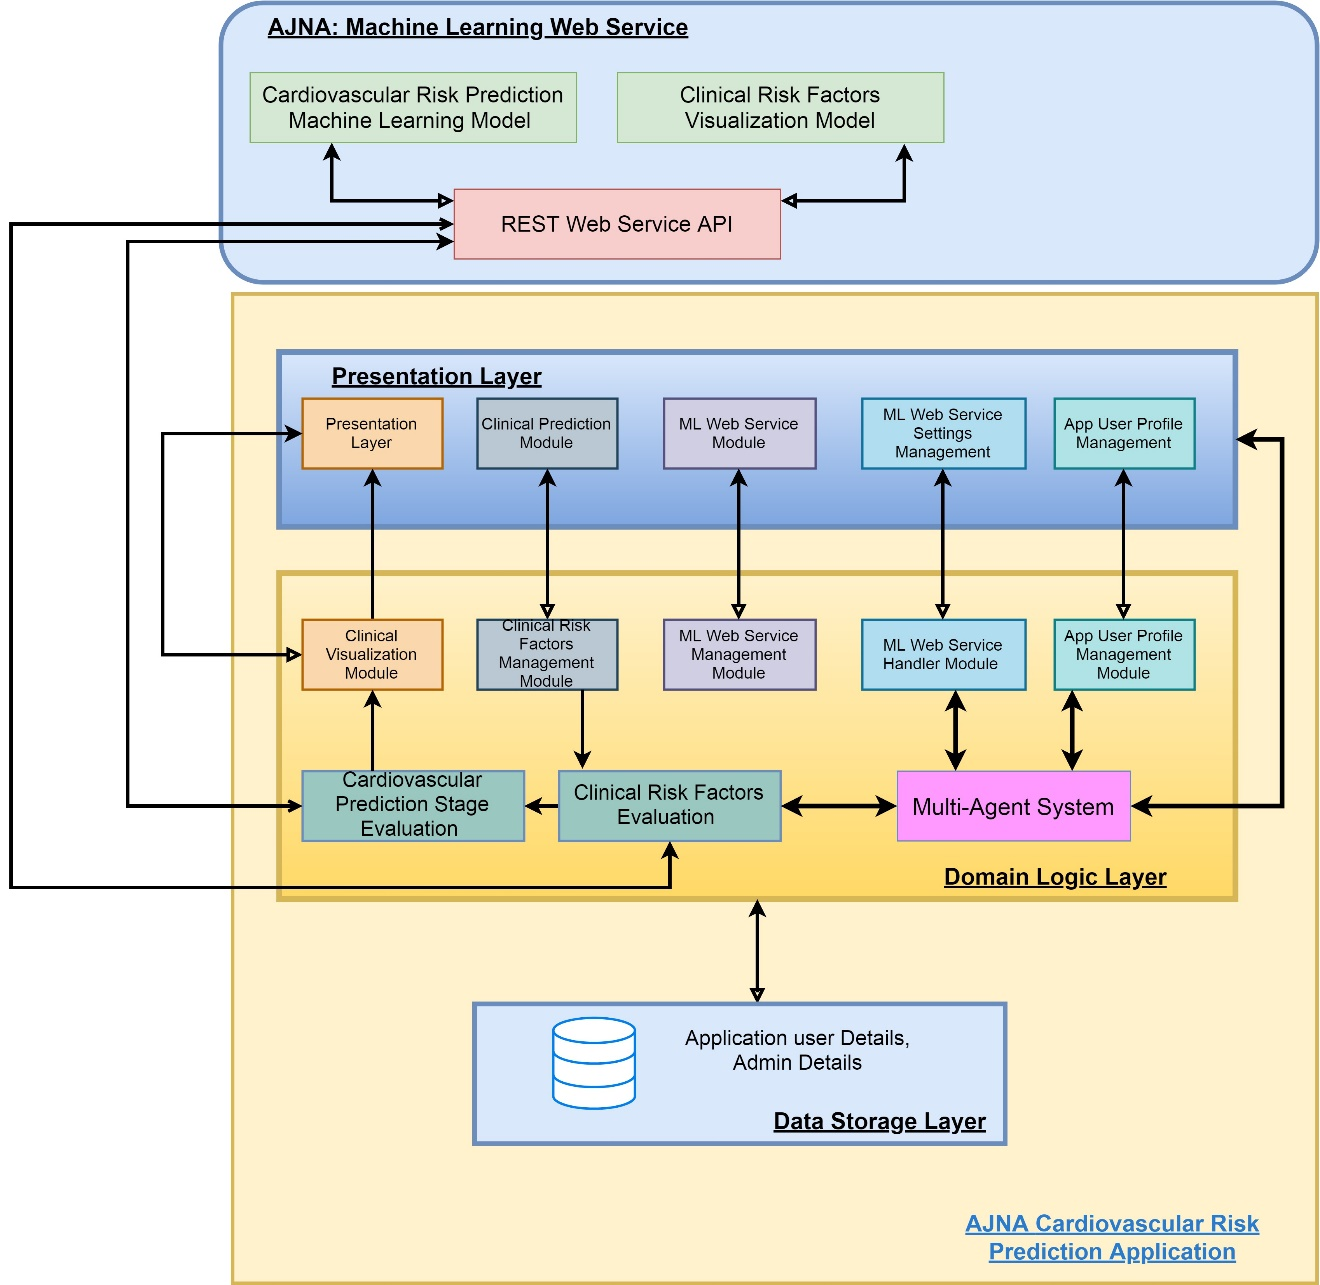 AJNA: Machine Learning Web Service
Cardiovascular Risk Prediction
Machine Learning Model
Clinical Risk Factors
Visualization Model
REST Web Service API
Presentation Layer
Presentation
Layer
Clinical Prediction
Module
ML Web Service
Module
ML Web Service
Settings
Management
App User Profile
Management
Clinical
Visualization
Module
Clinical Risk
Factors
Management
Module
ML Web Service
Management
Module
ML Web Service
Handler Module
App User Profile
Management
Module
Cardiovascular
Prediction Stage
Evaluation
Clinical Risk Factors
Evaluation
Multi-Agent System
Domain Logic Layer
Application user Details,
Admin Details
Data Storage Layer
AJNA Cardiovascular Risk
Prediction Application